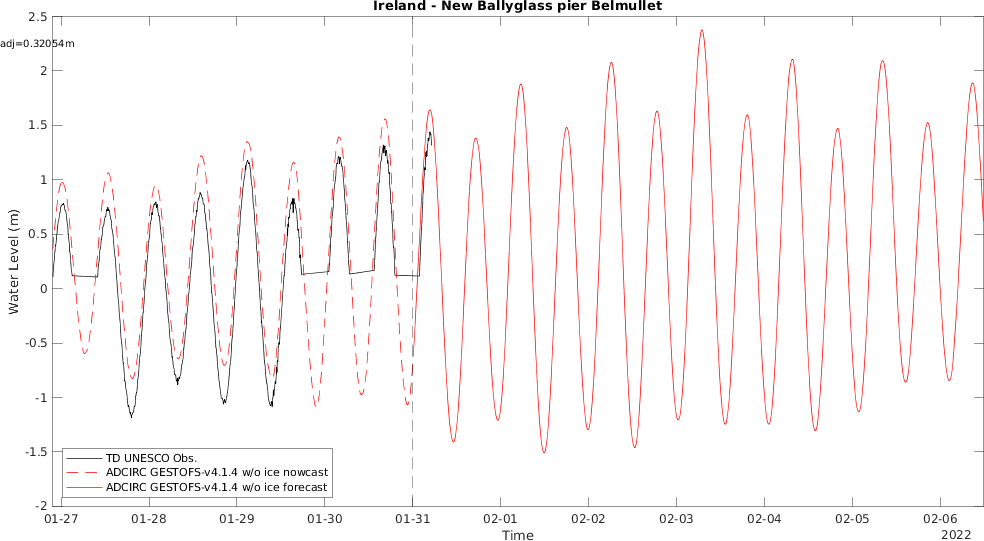 Ireland - New Ballyglass pier Belmullet
adj=0.32054m
2.5
2
1.5
1
0.5
0
-0.5
-1
-1.5
-2
Water Level (m)
TD UNESCO Obs.
ADCIRC GESTOFS-v4.1.4 w/o ice nowcast
ADCIRC GESTOFS-v4.1.4 w/o ice forecast
01-27 01-28 01-29 01-30 01-31 02-01 02-02 02-03 02-04 02-05 02-06
Time
2022